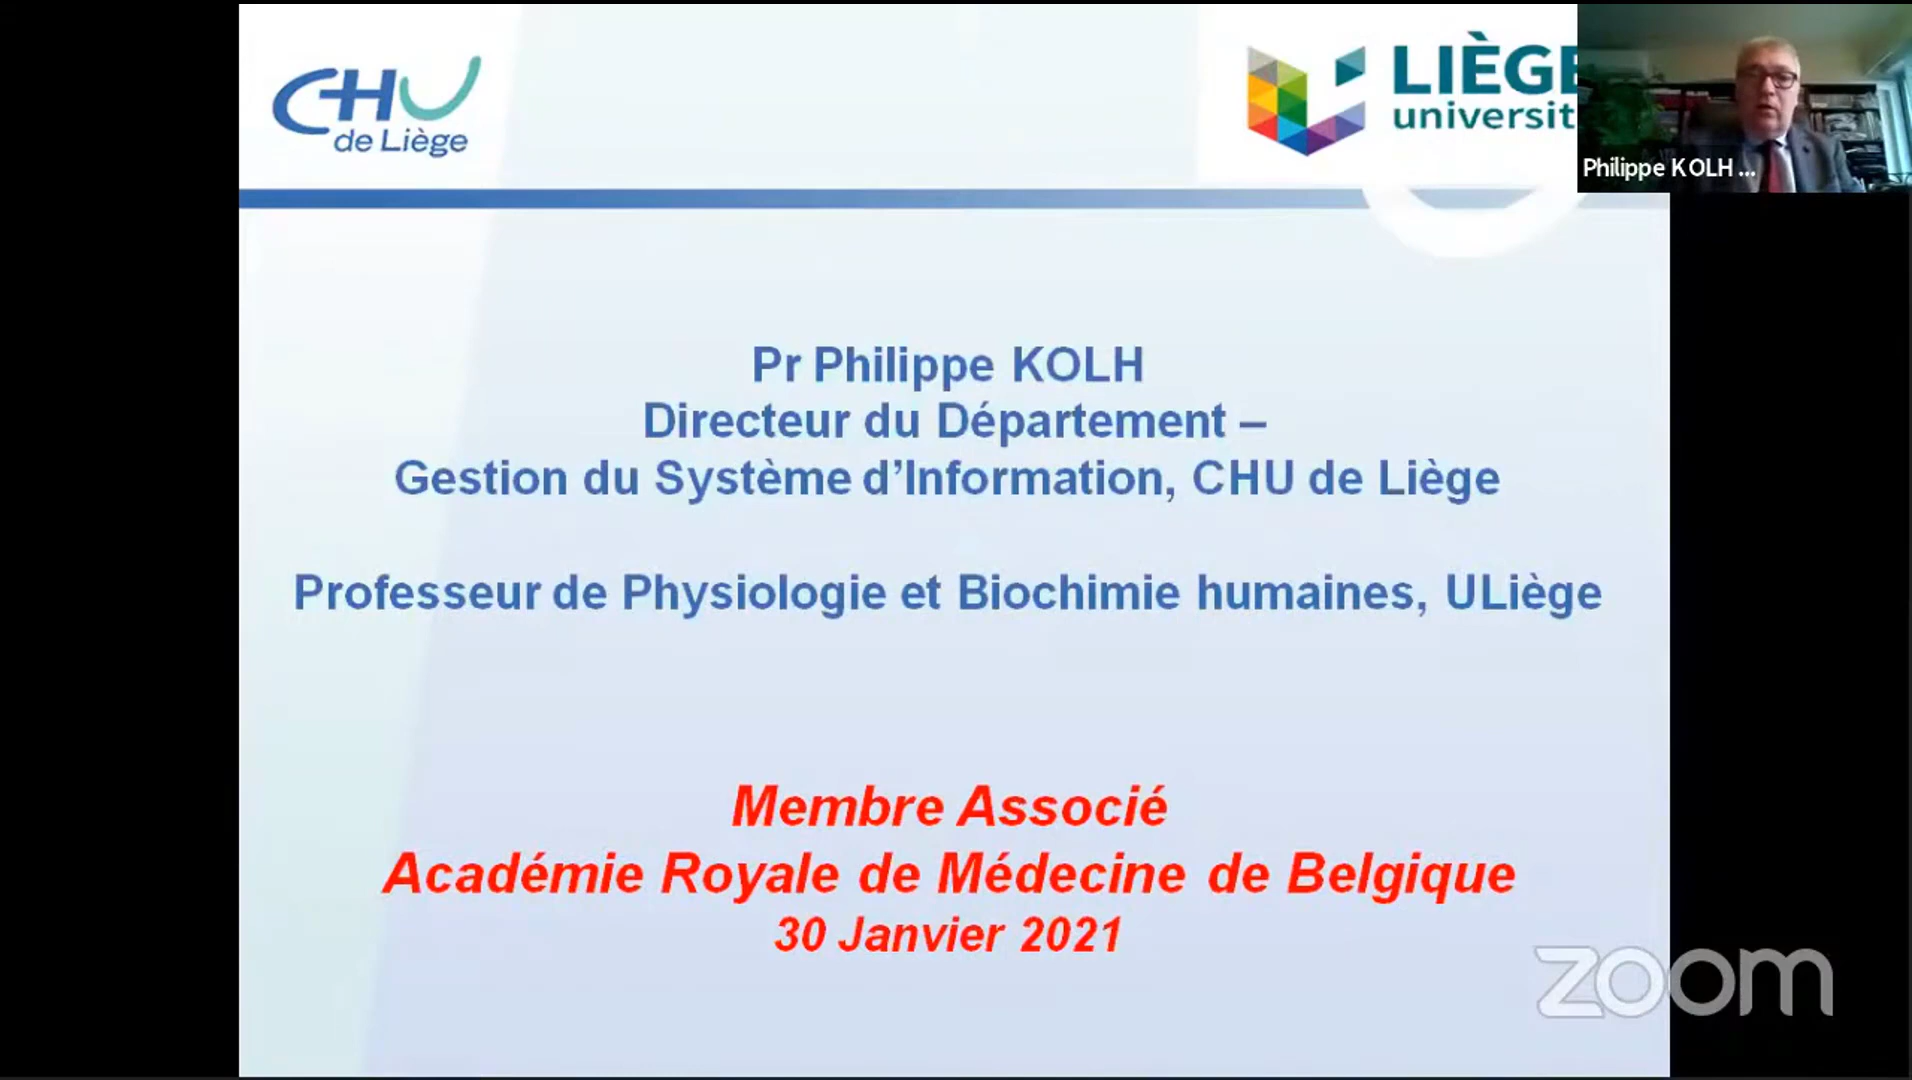 CHU
de Liège
LIÈGE
universit
Philippe KOLH ...
Pr Philippe KOLH
Directeur du Département –
Gestion du Système d’Information, CHU de Liège
Professeur de Physiologie et Biochimie humaines, ULiège
Membre Associé
Académie Royale de Médecine de Belgique
30 Janvier 2021
zoom